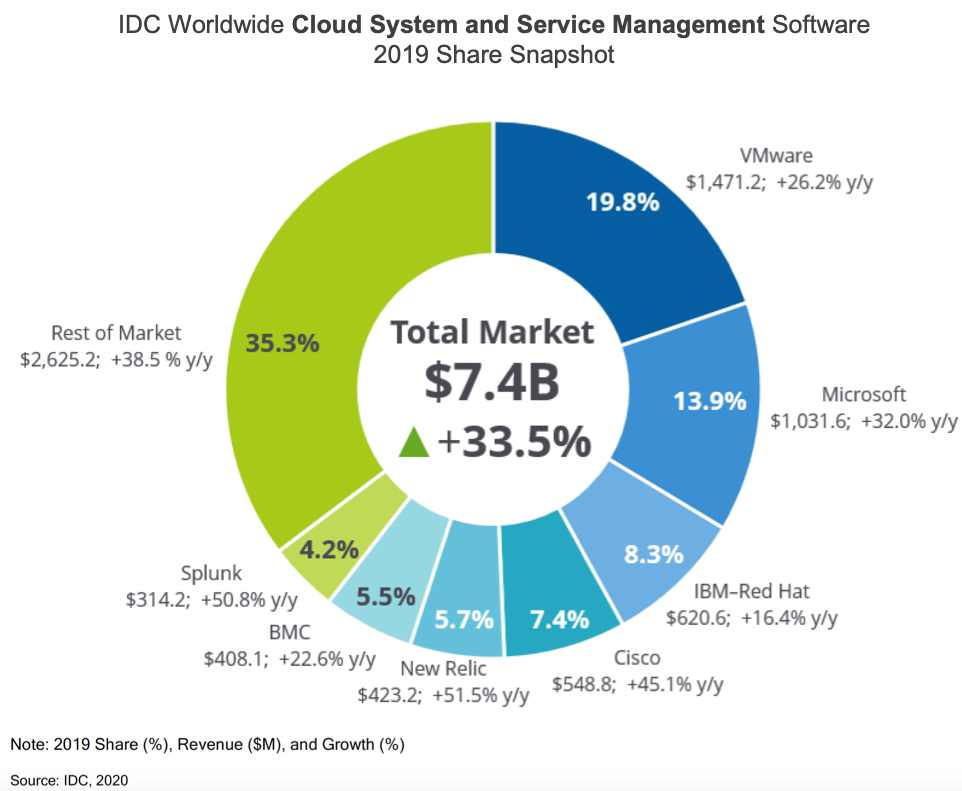 IDC Worldwide Cloud System and Service Management Software
2019 Share Snapshot
VMware
$1,471.2; +26.2% y/y
19.8%
Rest of Market
$2,625.2; +38.5 % y/y
35.3%
Total Market
$7.4B
▲+33.5%
Microsoft
$1,031.6; +32.0% y/y
13.9%
IBM–Red Hat
$620.6; +16.4% y/y
8.3%
Cisco
$548.8; +45.1% y/y
7.4%
New Relic
$423.2; +51.5% y/y
5.7%
BMC
$408.1; +22.6% y/y
5.5%
Splunk
$314.2; +50.8% y/y
4.2%
Note: 2019 Share (%), Revenue ($M), and Growth (%)
Source: IDC, 2020